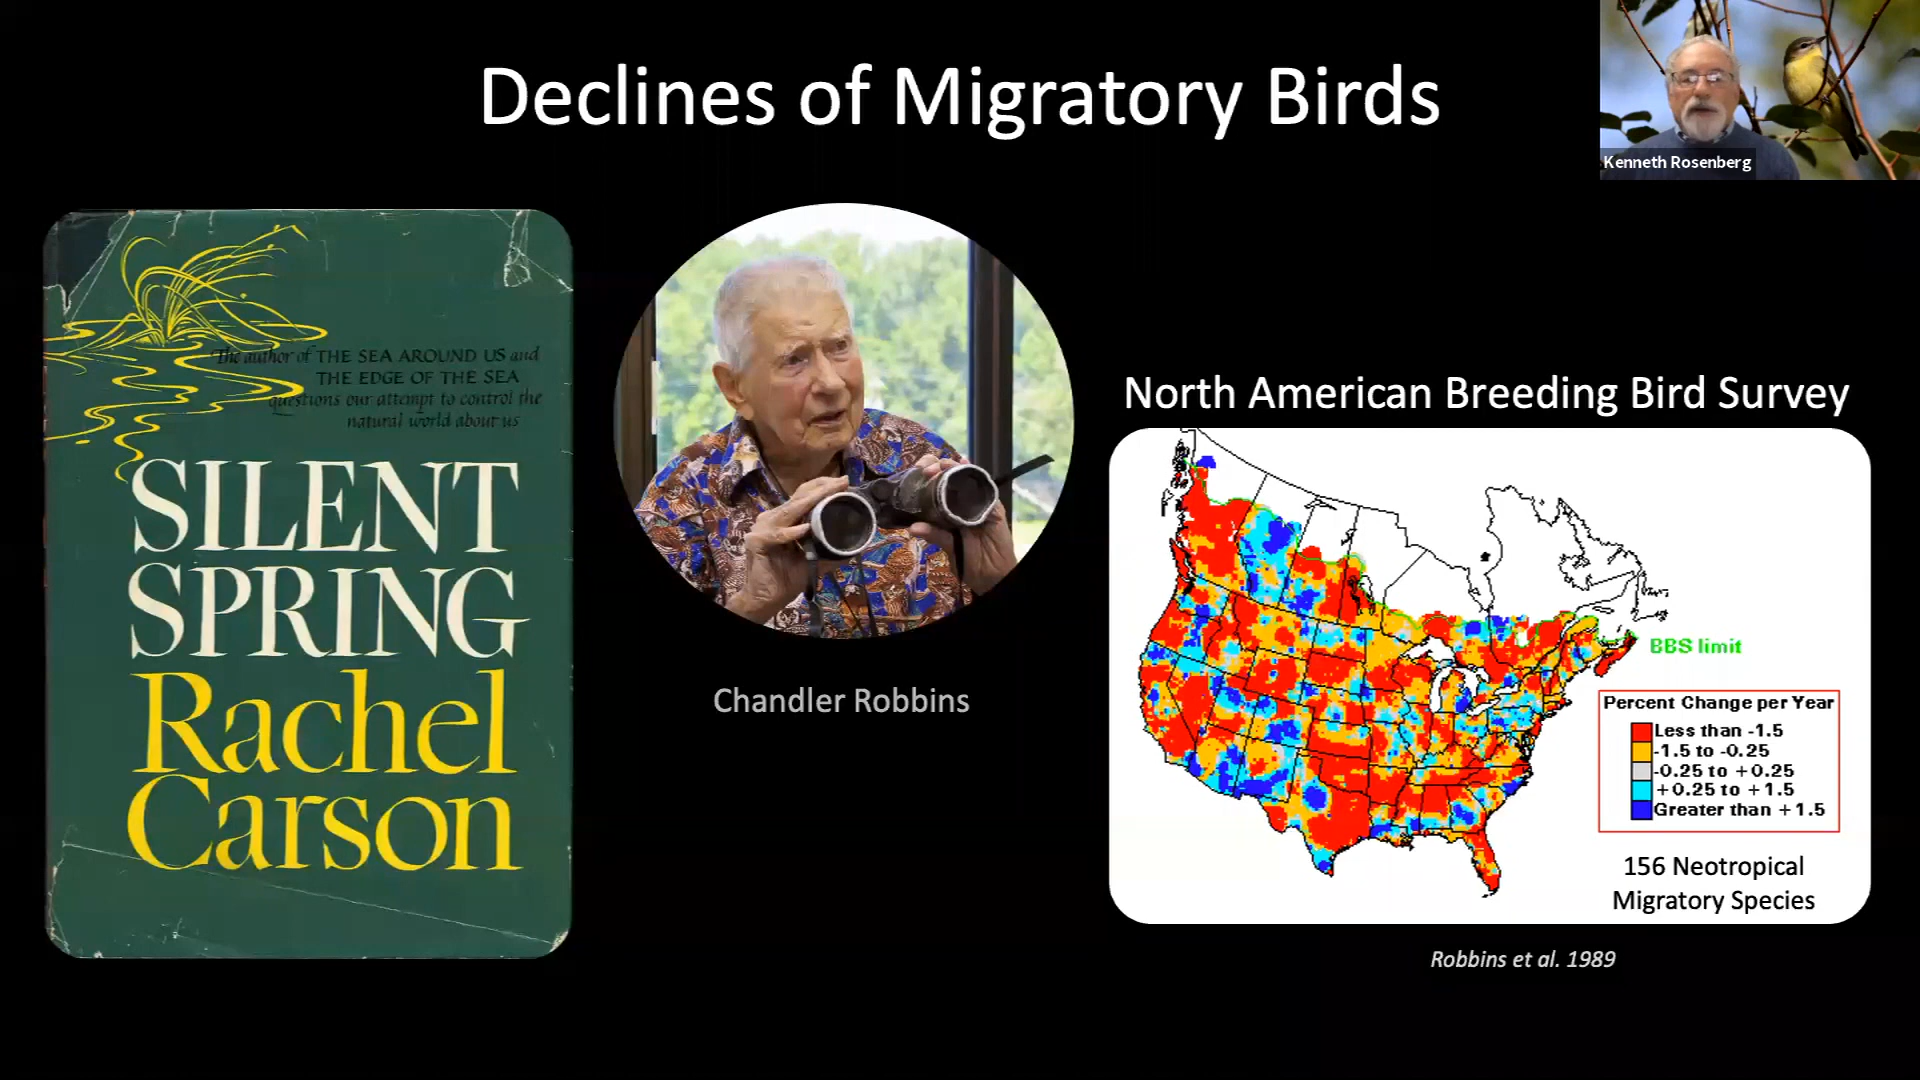 Declines of Migratory Birds
Kenneth Rosenberg
The author of THE SEA AROUND US and
THE EDGE OF THE SEA
questions our attempt to control the
natural world about us
SILENT
SPRING
Rachel
Carson
Chandler Robbins
North American Breeding Bird Survey
BBS limit
Percent Change per Year
Less than -1.5
-1.5 to -0.25
-0.25 to +0.25
+0.25 to +1.5
Greater than +1.5
156 Neotropical
Migratory Species
Robbins et al. 1989